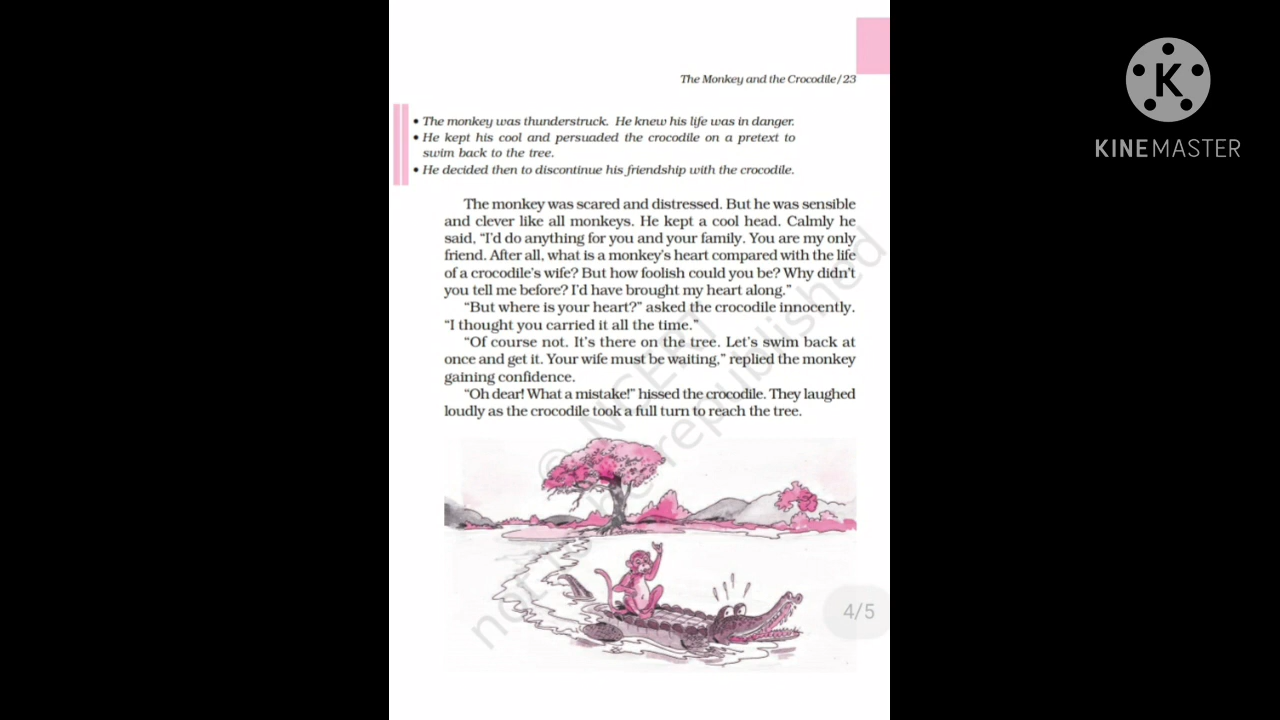 The Monkey and the Crocodile/23
• The monkey was thunderstruck. He knew his life was in danger.
• He kept his cool and persuaded the crocodile on a pretext to
swim back to the tree.
• He decided then to discontinue his friendship with the crocodile.
The monkey was scared and distressed. But he was sensible
and clever like all monkeys. He kept a cool head. Calmly he
said, “I’d do anything for you and your family. You are my only
friend. After all, what is a monkey’s heart compared with the life
of a crocodile’s wife? But how foolish could you be? Why didn’t
you tell me before? I’d have brought my heart along.”
“But where is your heart?” asked the crocodile innocently.
“I thought you carried it all the time.”
“Of course not. It’s there on the tree. Let’s swim back at
once and get it. Your wife must be waiting,” replied the monkey
gaining confidence.
“Oh dear! What a mistake!” hissed the crocodile. They laughed
loudly as the crocodile took a full turn to reach the tree.
© NCERT
not to be republished
4/5
K
KINEMASTER